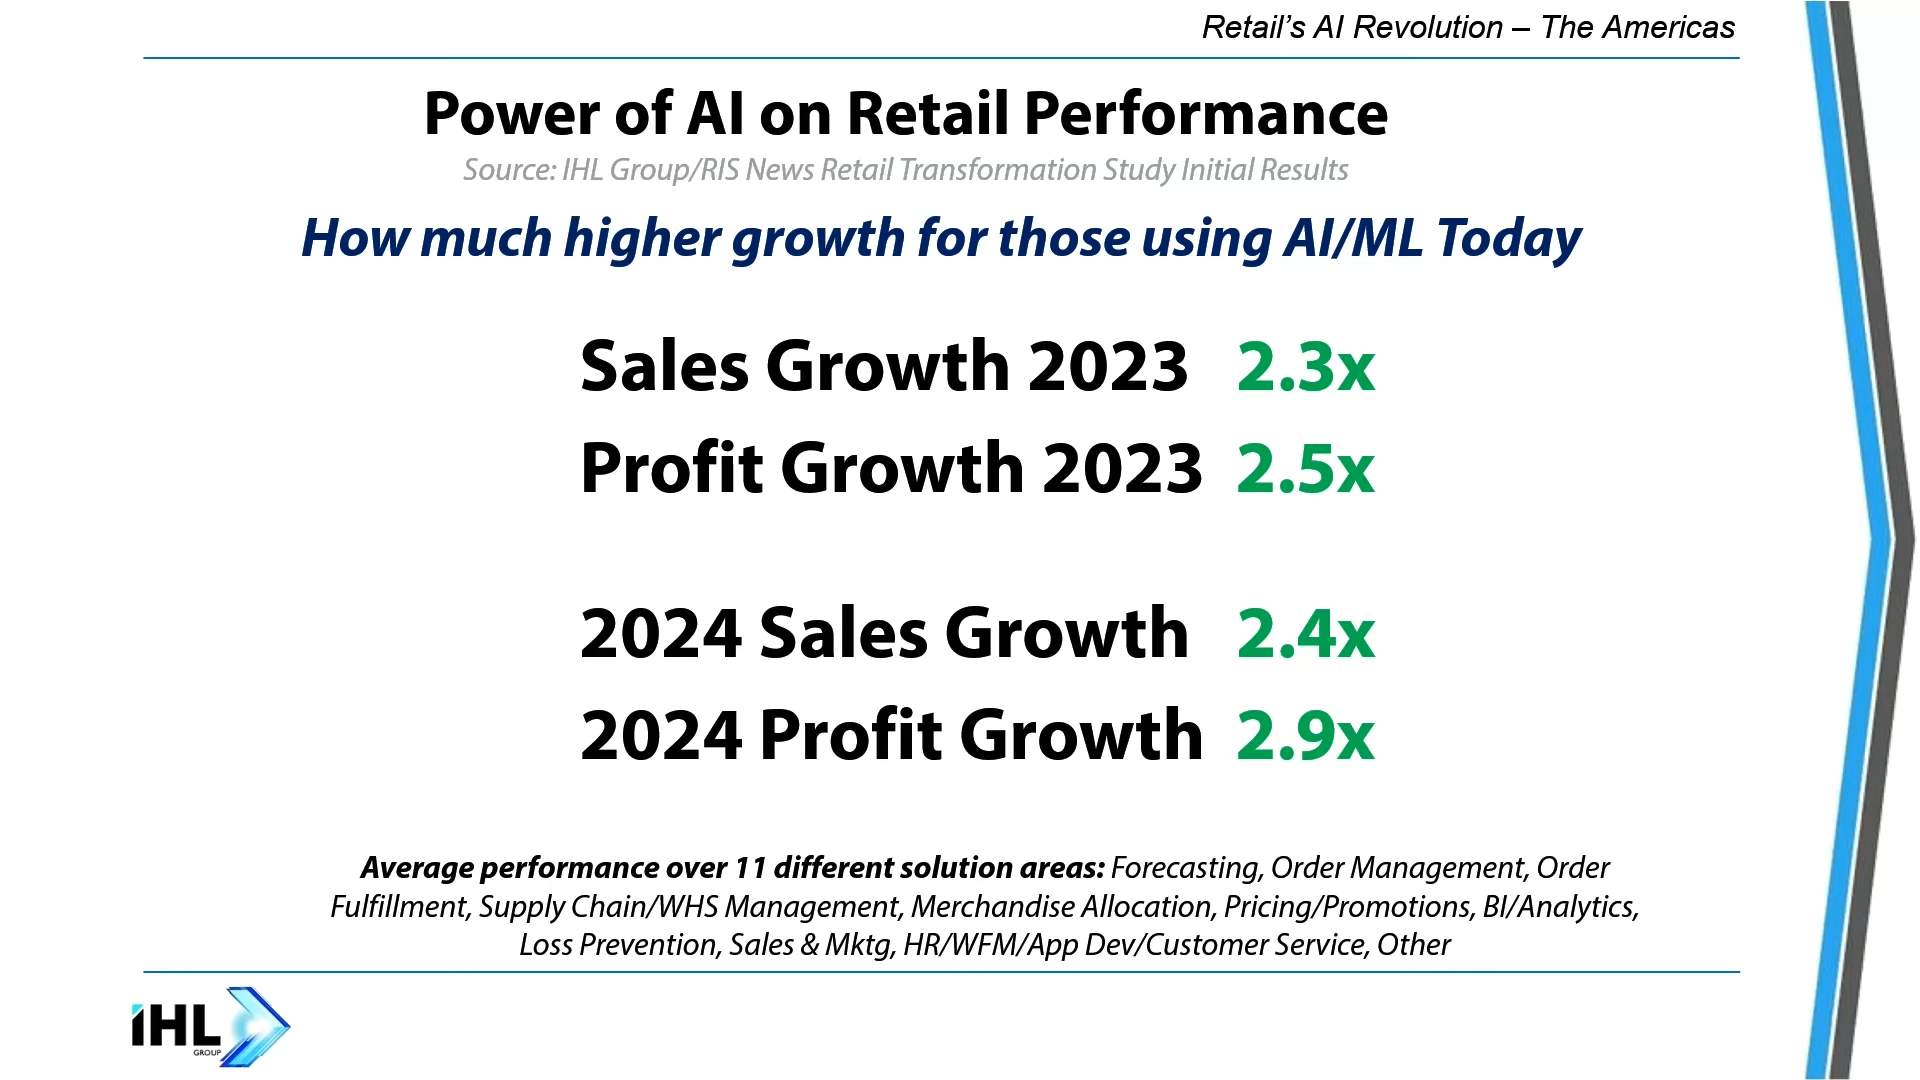 Retail's AI Revolution – The Americas
Power of AI on Retail Performance
Source: IHL Group/RIS News Retail Transformation Study Initial Results
How much higher growth for those using AI/ML Today
Sales Growth 2023 2.3x
Profit Growth 2023 2.5x
2024 Sales Growth 2.4x
2024 Profit Growth 2.9x
Average performance over 11 different solution areas: Forecasting, Order Management, Order
Fulfillment, Supply Chain/WHS Management, Merchandise Allocation, Pricing/Promotions, BI/Analytics,
Loss Prevention, Sales & Mktg, HR/WFM/App Dev/Customer Service, Other
iHL
GROUP